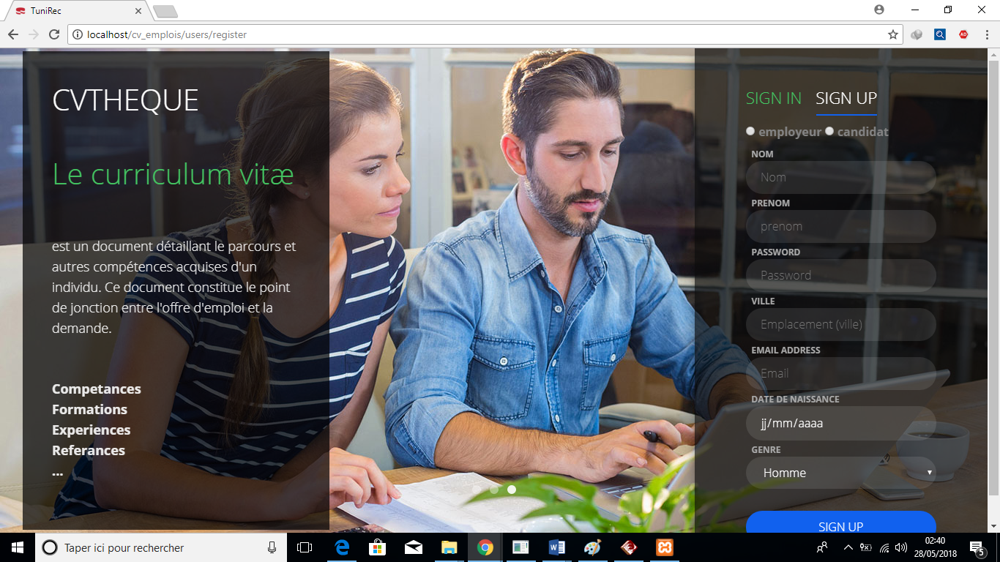 TuniRec
localhost/cv_emplois/users/register
CVTHEQUE
Le curriculum vitæ
est un document détaillant le parcours et
autres compétences acquises d'un
individu. Ce document constitue le point
de jonction entre l'offre d'emploi et la
demande.
Competances
Formations
Experiences
Referances
...
SIGN IN SIGN UP
employeur candidat
NOM
Nom
PRENOM
prenom
PASSWORD
Password
VILLE
Emplacement (ville)
EMAIL ADDRESS
Email
DATE DE NAISSANCE
jj/mm/aaaa
GENRE
Homme
SIGN UP
Taper ici pour rechercher
02:40
28/05/2018
5